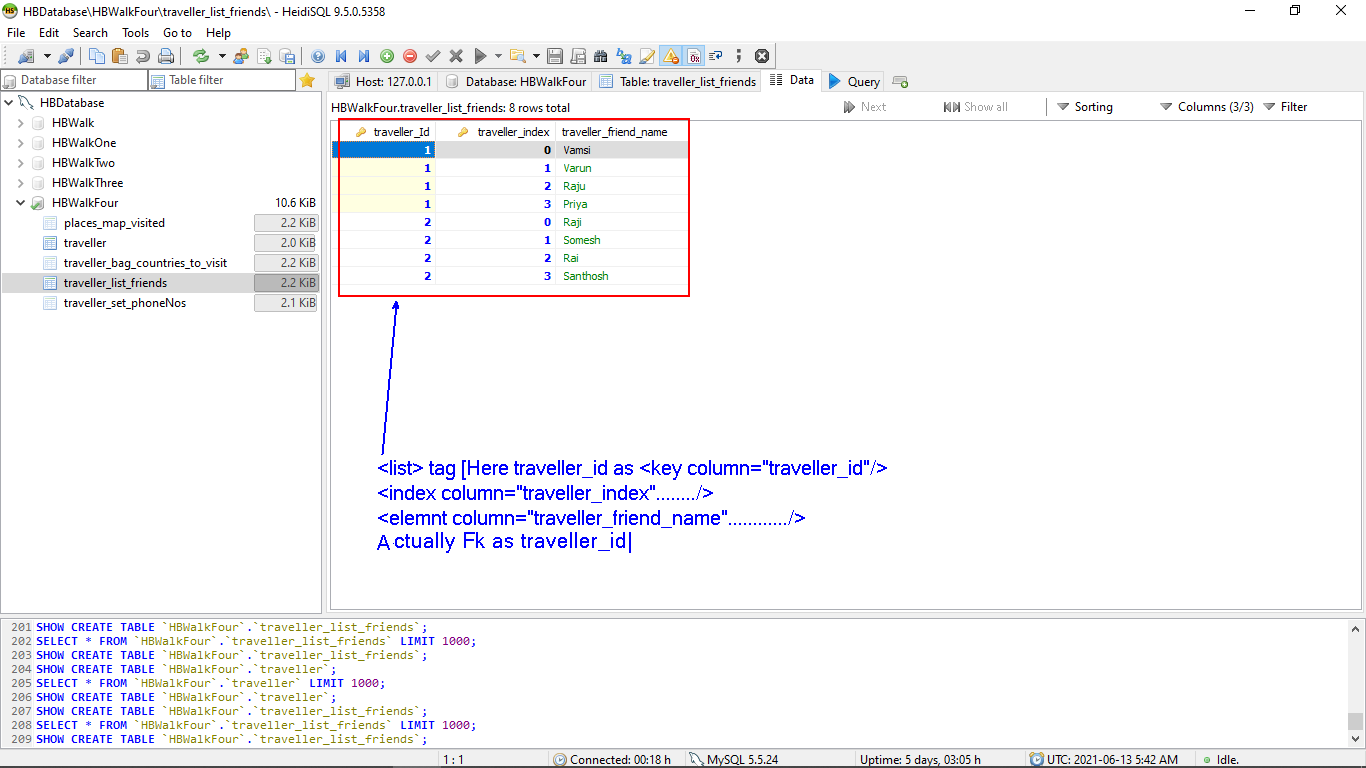 HBDatabase\HBWalkFour\traveller_list_friends\ - HeidiSQL 9.5.0.5358
File Edit Search Tools Go to Help
Database filter Table filter
Host: 127.0.0.1 Database: HBWalkFour Table: traveller_list_friends Data Query
HBDatabase
HBWalk
HBWalkOne
HBWalkTwo
HBWalkThree
HBWalkFour 10.6 KiB
places_map_visited 2.2 KiB
traveller 2.0 KiB
traveller_bag_countries_to_visit 2.2 KiB
traveller_list_friends 2.2 KiB
traveller_set_phoneNos 2.1 KiB
HBWalkFour.traveller_list_friends: 8 rows total Next Show all Sorting Columns (3/3) Filter
traveller_Id traveller_index traveller_friend_name
1 0 Vamsi
1 1 Varun
1 2 Raju
1 3 Priya
2 0 Raji
2 1 Somesh
2 2 Rai
2 3 Santhosh
<list> tag [Here traveller_id as <key column="traveller_id"/>
<index column="traveller_index"......../>
<elemnt column="traveller_friend_name"............/>
Actually Fk as traveller_id|
201 SHOW CREATE TABLE `HBWalkFour`.`traveller_list_friends`;
202 SELECT * FROM `HBWalkFour`.`traveller_list_friends` LIMIT 1000;
203 SHOW CREATE TABLE `HBWalkFour`.`traveller_list_friends`;
204 SHOW CREATE TABLE `HBWalkFour`.`traveller`;
205 SELECT * FROM `HBWalkFour`.`traveller` LIMIT 1000;
206 SHOW CREATE TABLE `HBWalkFour`.`traveller`;
207 SHOW CREATE TABLE `HBWalkFour`.`traveller_list_friends`;
208 SELECT * FROM `HBWalkFour`.`traveller_list_friends` LIMIT 1000;
209 SHOW CREATE TABLE `HBWalkFour`.`traveller_list_friends`;
1 : 1 Connected: 00:18 h MySQL 5.5.24 Uptime: 5 days, 03:05 h UTC: 2021-06-13 5:42 AM Idle.